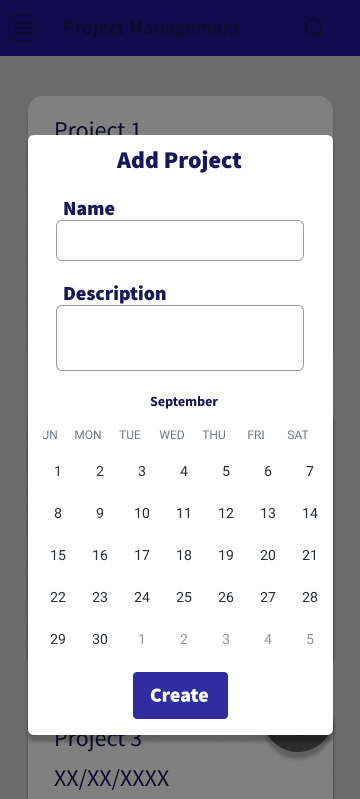 Project Management
Project 1
Add Project
Name
Description
September
UN MON TUE WED THU FRI SAT
1 2 3 4 5 6 7
8 9 10 11 12 13 14
15 16 17 18 19 20 21
22 23 24 25 26 27 28
29 30 1 2 3 4 5
Create
Project 3
XX/XX/XXXX